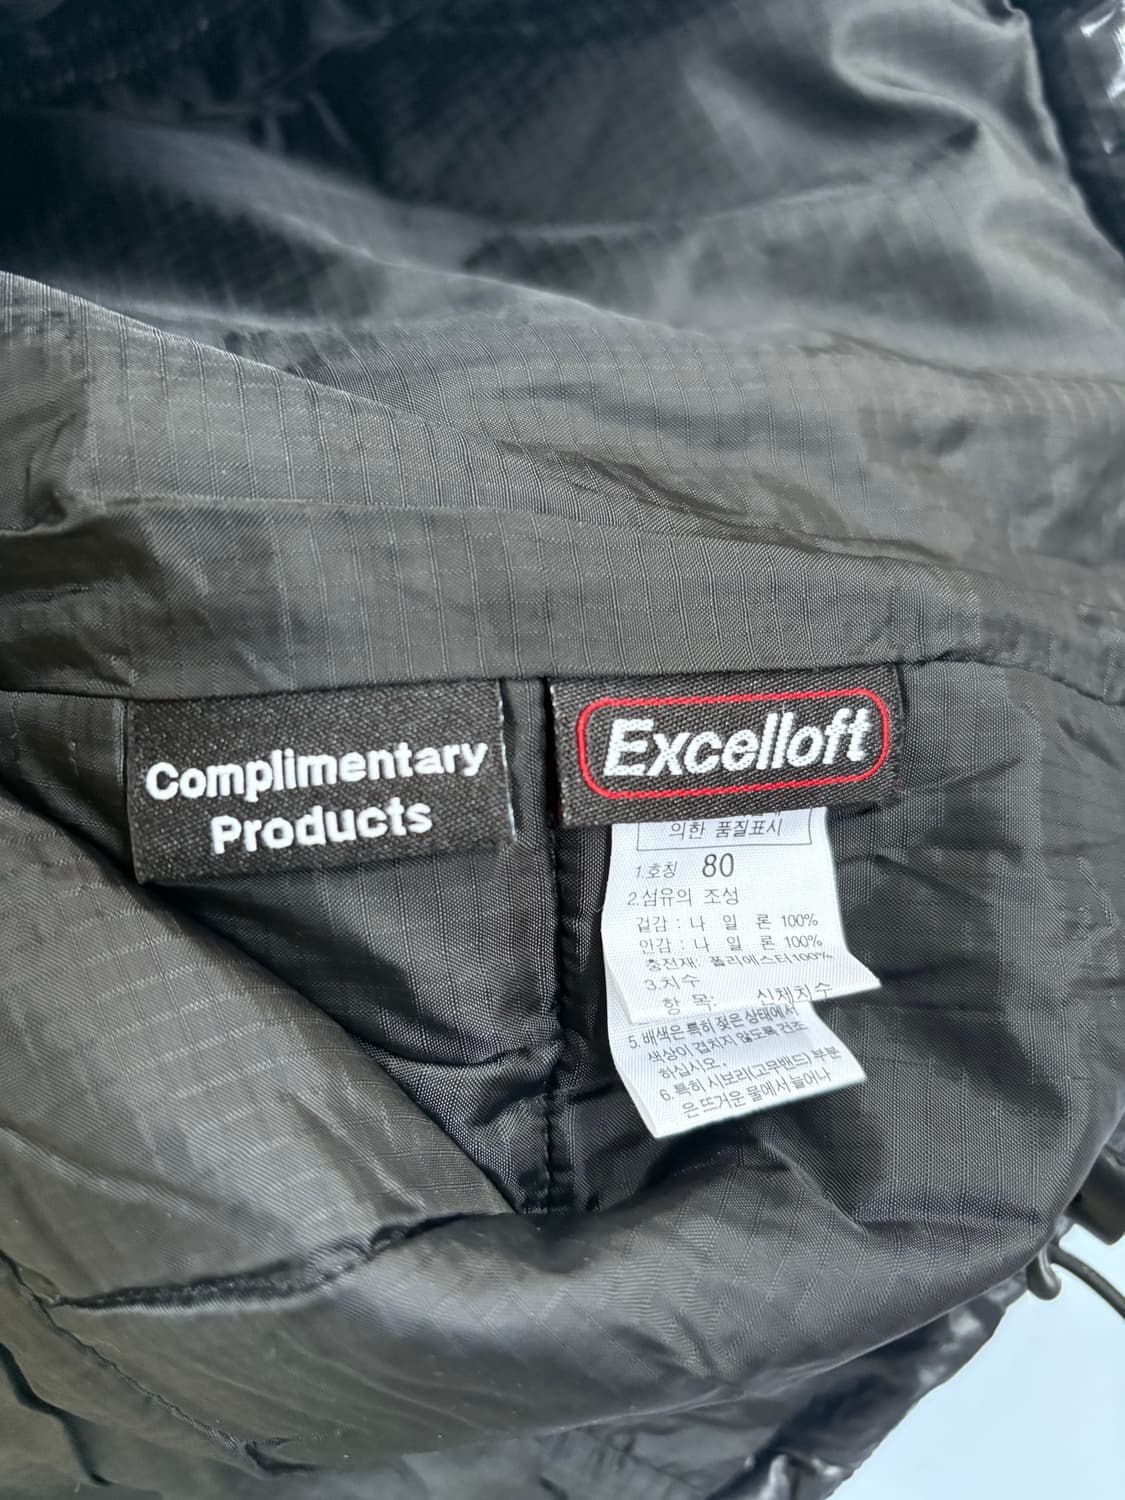 Complimentary
Products
Excelloft
의한 품질표시
1.호칭 80
2.섬유의 조성
겉감 : 나 일 론 100%
안감 : 나 일 론 100%
충전재: 폴리에스터100%
3.치수
항 목: 신체치수
5.배색은 특히 젖은 상태에서
색상이 겹치지 않도록 건조
하십시오.
6.특히 시보리(고무밴드) 부분
은 뜨거운 물에서 늘어나